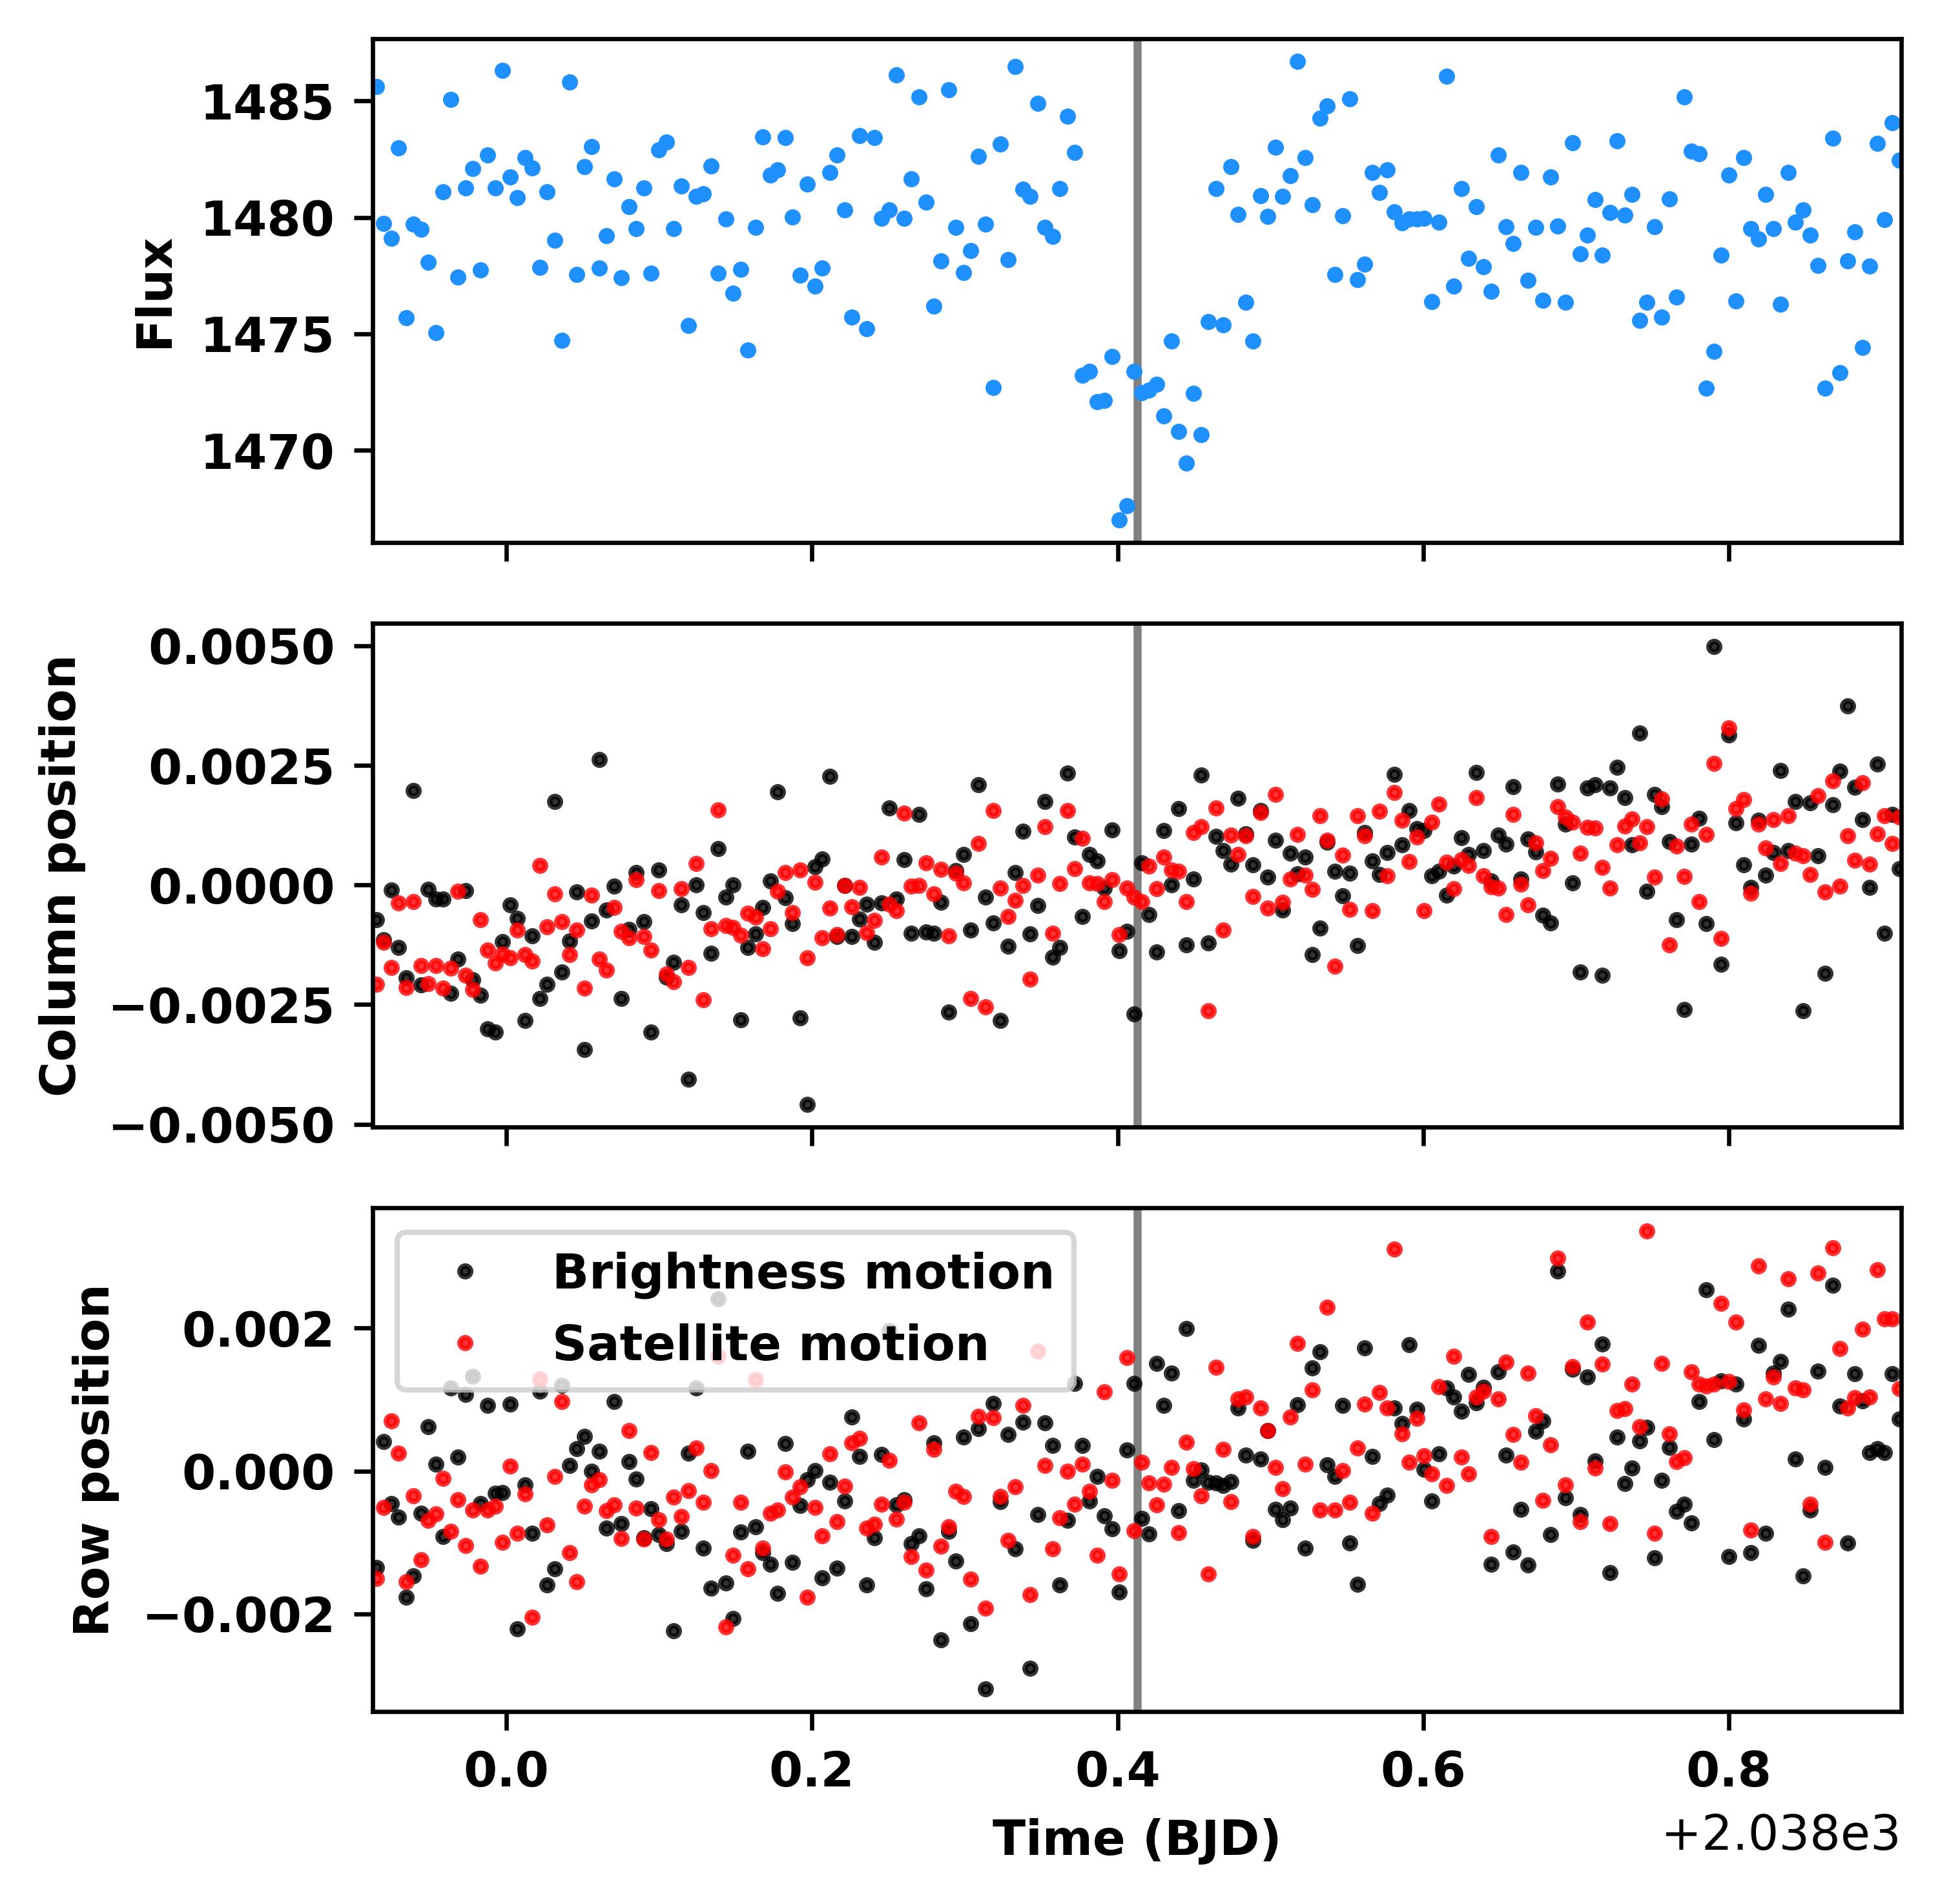 Flux
1485
1480
1475
1470
Column position
0.0050
0.0025
0.0000
−0.0025
−0.0050
Row position
0.002
0.000
−0.002
Brightness motion
Satellite motion
0.0 0.2 0.4 0.6 0.8
Time (BJD)
+2.038e3